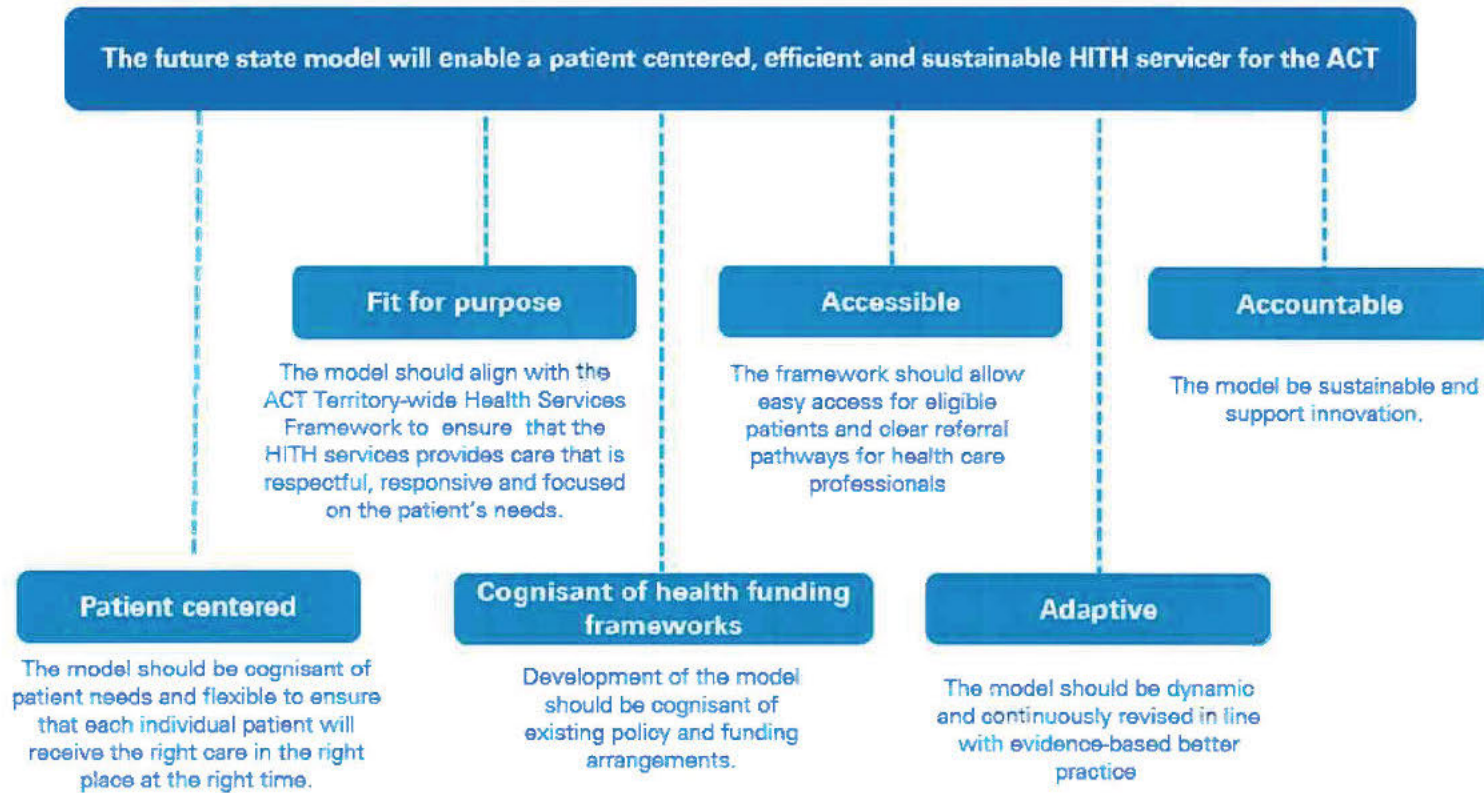 The future state model will enable a patient centered, efficient and sustainable HITH servicer for the ACT
Fit for purpose
The model should align with the
ACT Territory-wide Health Services
Framework to ensure that the
HITH services provides care that is
respectful, responsive and focused
on the patient's needs.
Accessible
The framework should allow
easy access for eligible
patients and clear referral
pathways for health care
professionals
Accountable
The model be sustainable and
support innovation.
Patient centered
The model should be cognisant of
patient needs and flexible to ensure
that each individual patient will
receive the right care in the right
place at the right time.
Cognisant of health funding
frameworks
Development of the model
should be cognisant of
existing policy and funding
arrangements.
Adaptive
The model should be dynamic
and continuously revised in line
with evidence-based better
practice